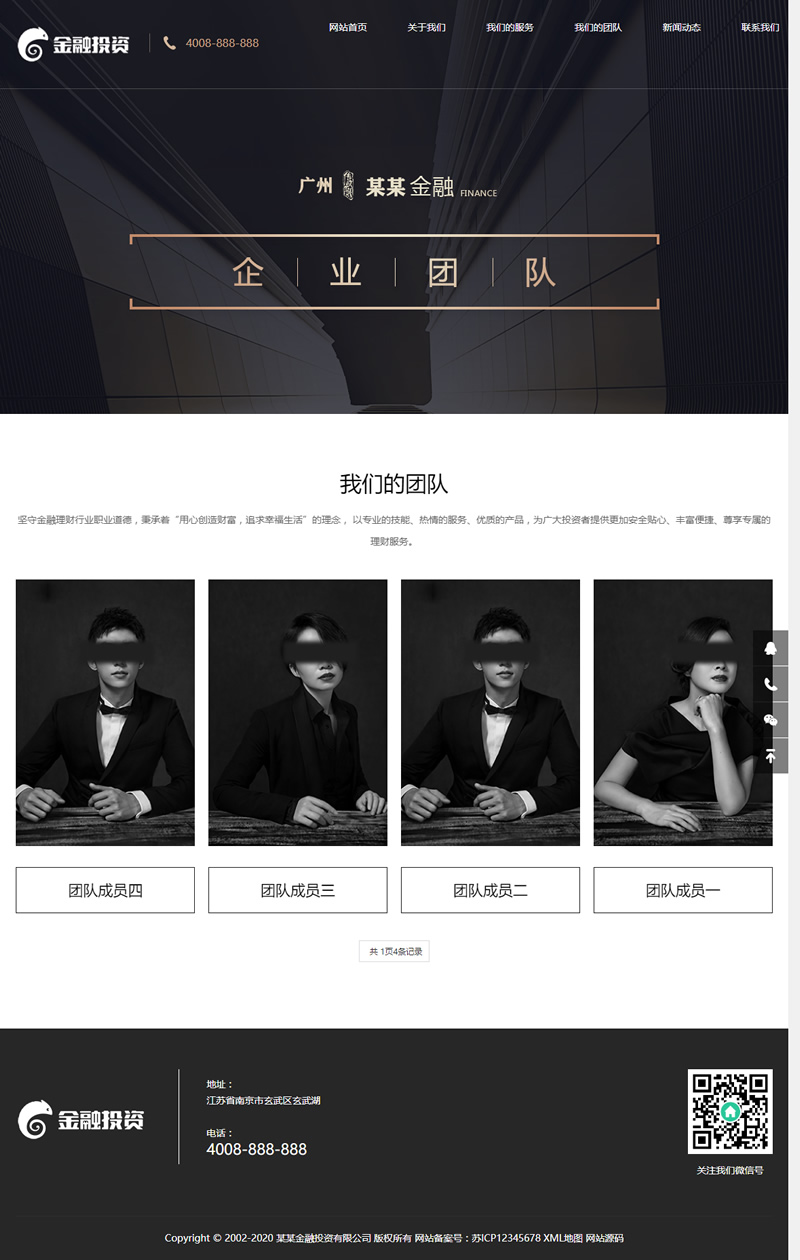 金融投资
4008-888-888
网站首页 关于我们 我们的服务 我们的团队 新闻动态 联系我们
广州 某某金融 FINANCE
企 业 团 队
我们的团队
坚守金融理财行业职业道德，秉承着“用心创造财富，追求幸福生活”的理念， 以专业的技能、热情的服务、优质的产品，为广大投资者提供更加安全贴心、丰富便捷、尊享专属的
理财服务。
团队成员四 团队成员三 团队成员二 团队成员一
共 1页4条记录
金融投资
地址：
江苏省南京市玄武区玄武湖
电话：
4008-888-888
关注我们微信号
Copyright © 2002-2020 某某金融投资有限公司 版权所有 网站备案号：苏ICP12345678 XML地图 网站源码